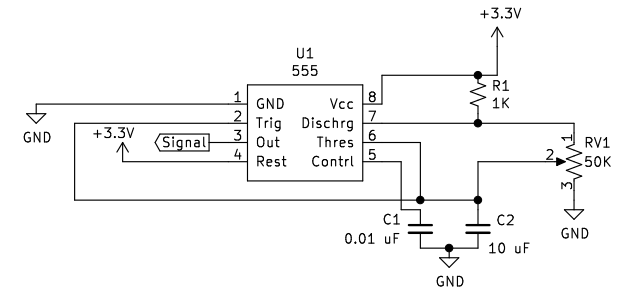 +3.3V
U1
555
R1
1K
1 GND Vcc 8
2 Trig Dischrg 7
+3.3V
3 Signal Out Thres 6
4 Rest Contrl 5
GND
1
2
3
RV1
50K
GND
C1
0.01 uF
C2
10 uF
GND